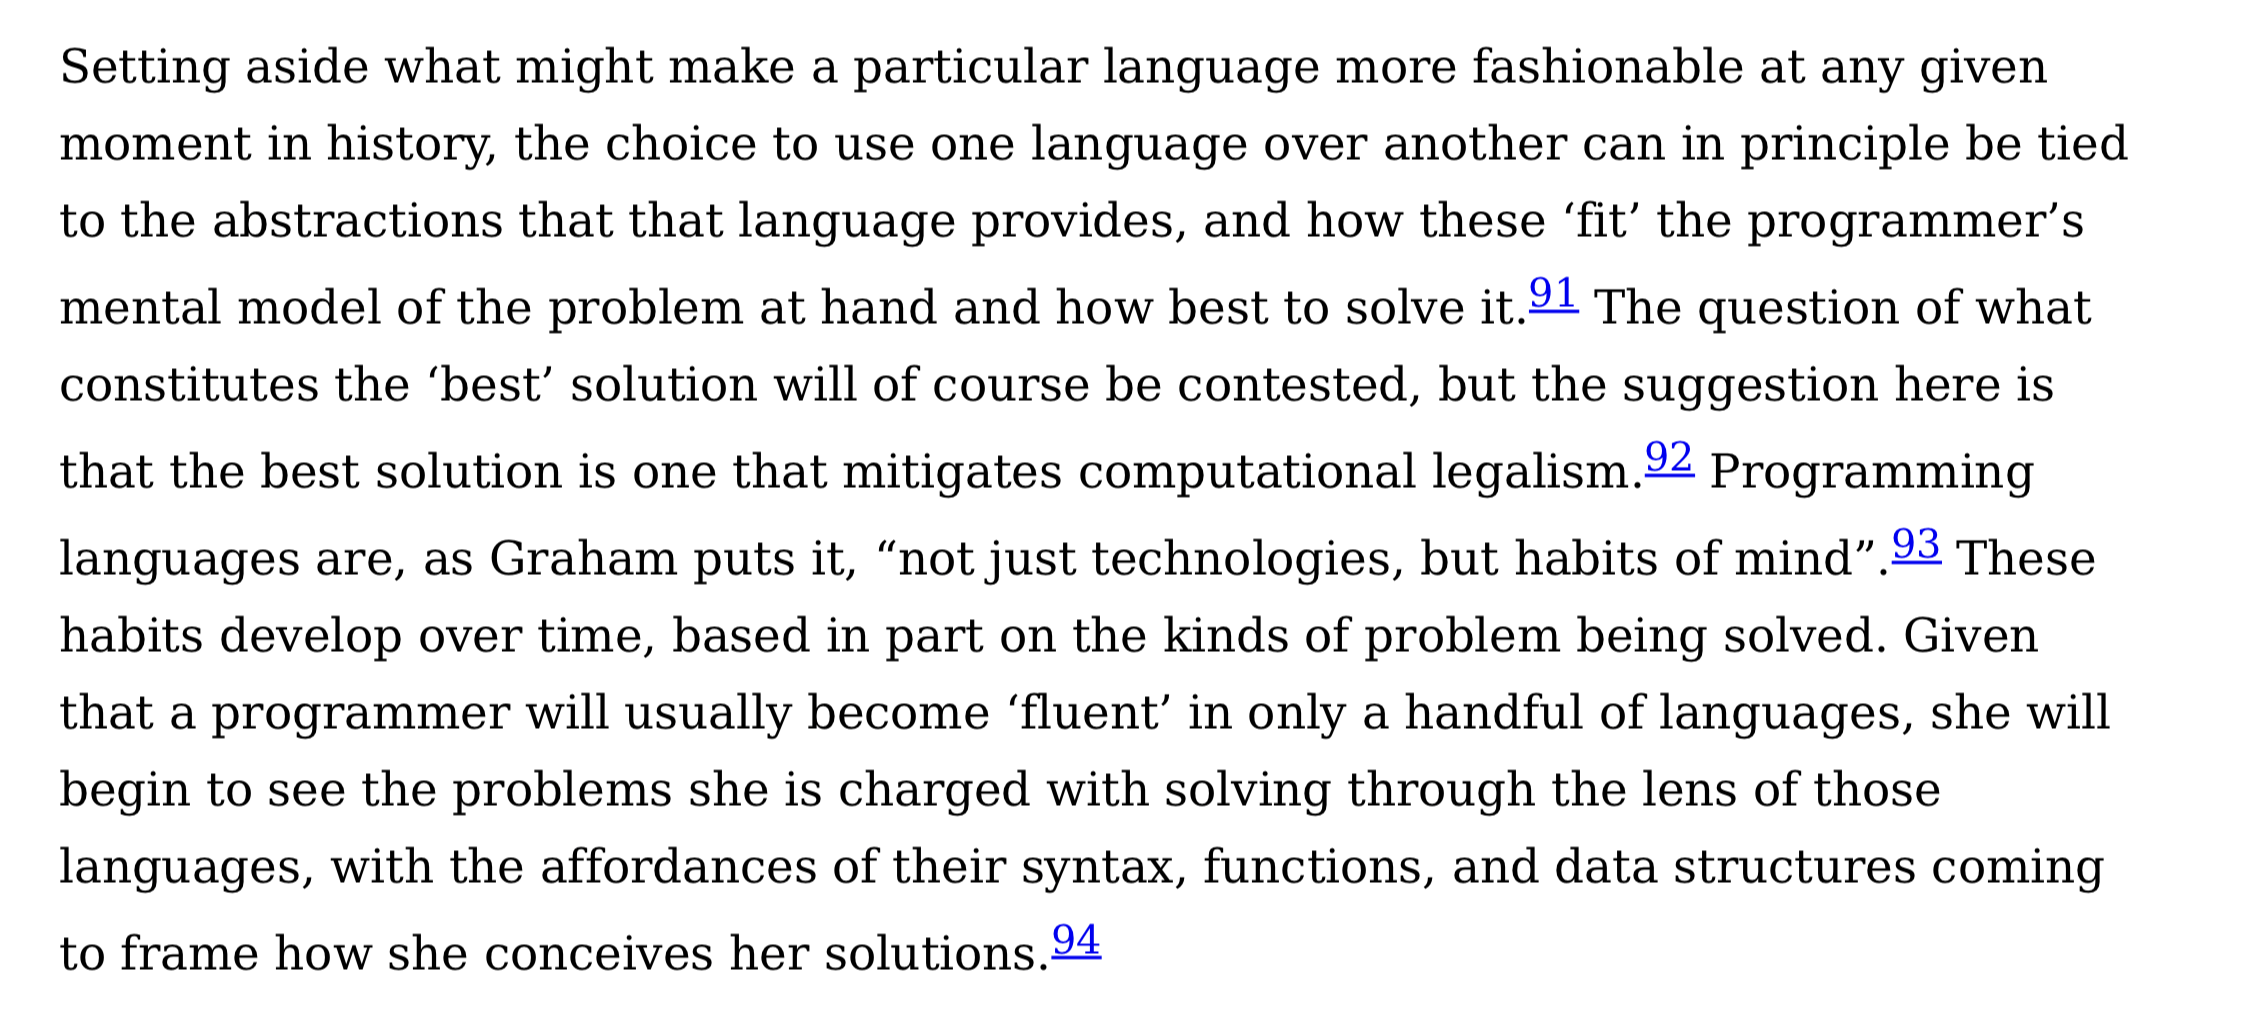 Setting aside what might make a particular language more fashionable at any given
moment in history, the choice to use one language over another can in principle be tied
to the abstractions that that language provides, and how these ‘fit’ the programmer’s
mental model of the problem at hand and how best to solve it.91 The question of what
constitutes the ‘best’ solution will of course be contested, but the suggestion here is
that the best solution is one that mitigates computational legalism.92 Programming
languages are, as Graham puts it, “not just technologies, but habits of mind”.93 These
habits develop over time, based in part on the kinds of problem being solved. Given
that a programmer will usually become ‘fluent’ in only a handful of languages, she will
begin to see the problems she is charged with solving through the lens of those
languages, with the affordances of their syntax, functions, and data structures coming
to frame how she conceives her solutions.94